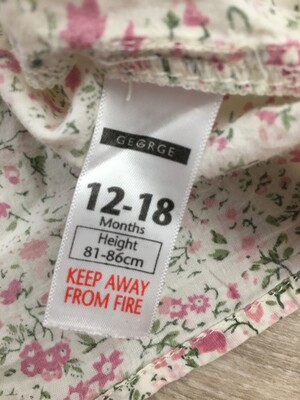 GEORGE
12-18
Months
Height
81-86cm
KEEP AWAY
FROM FIRE